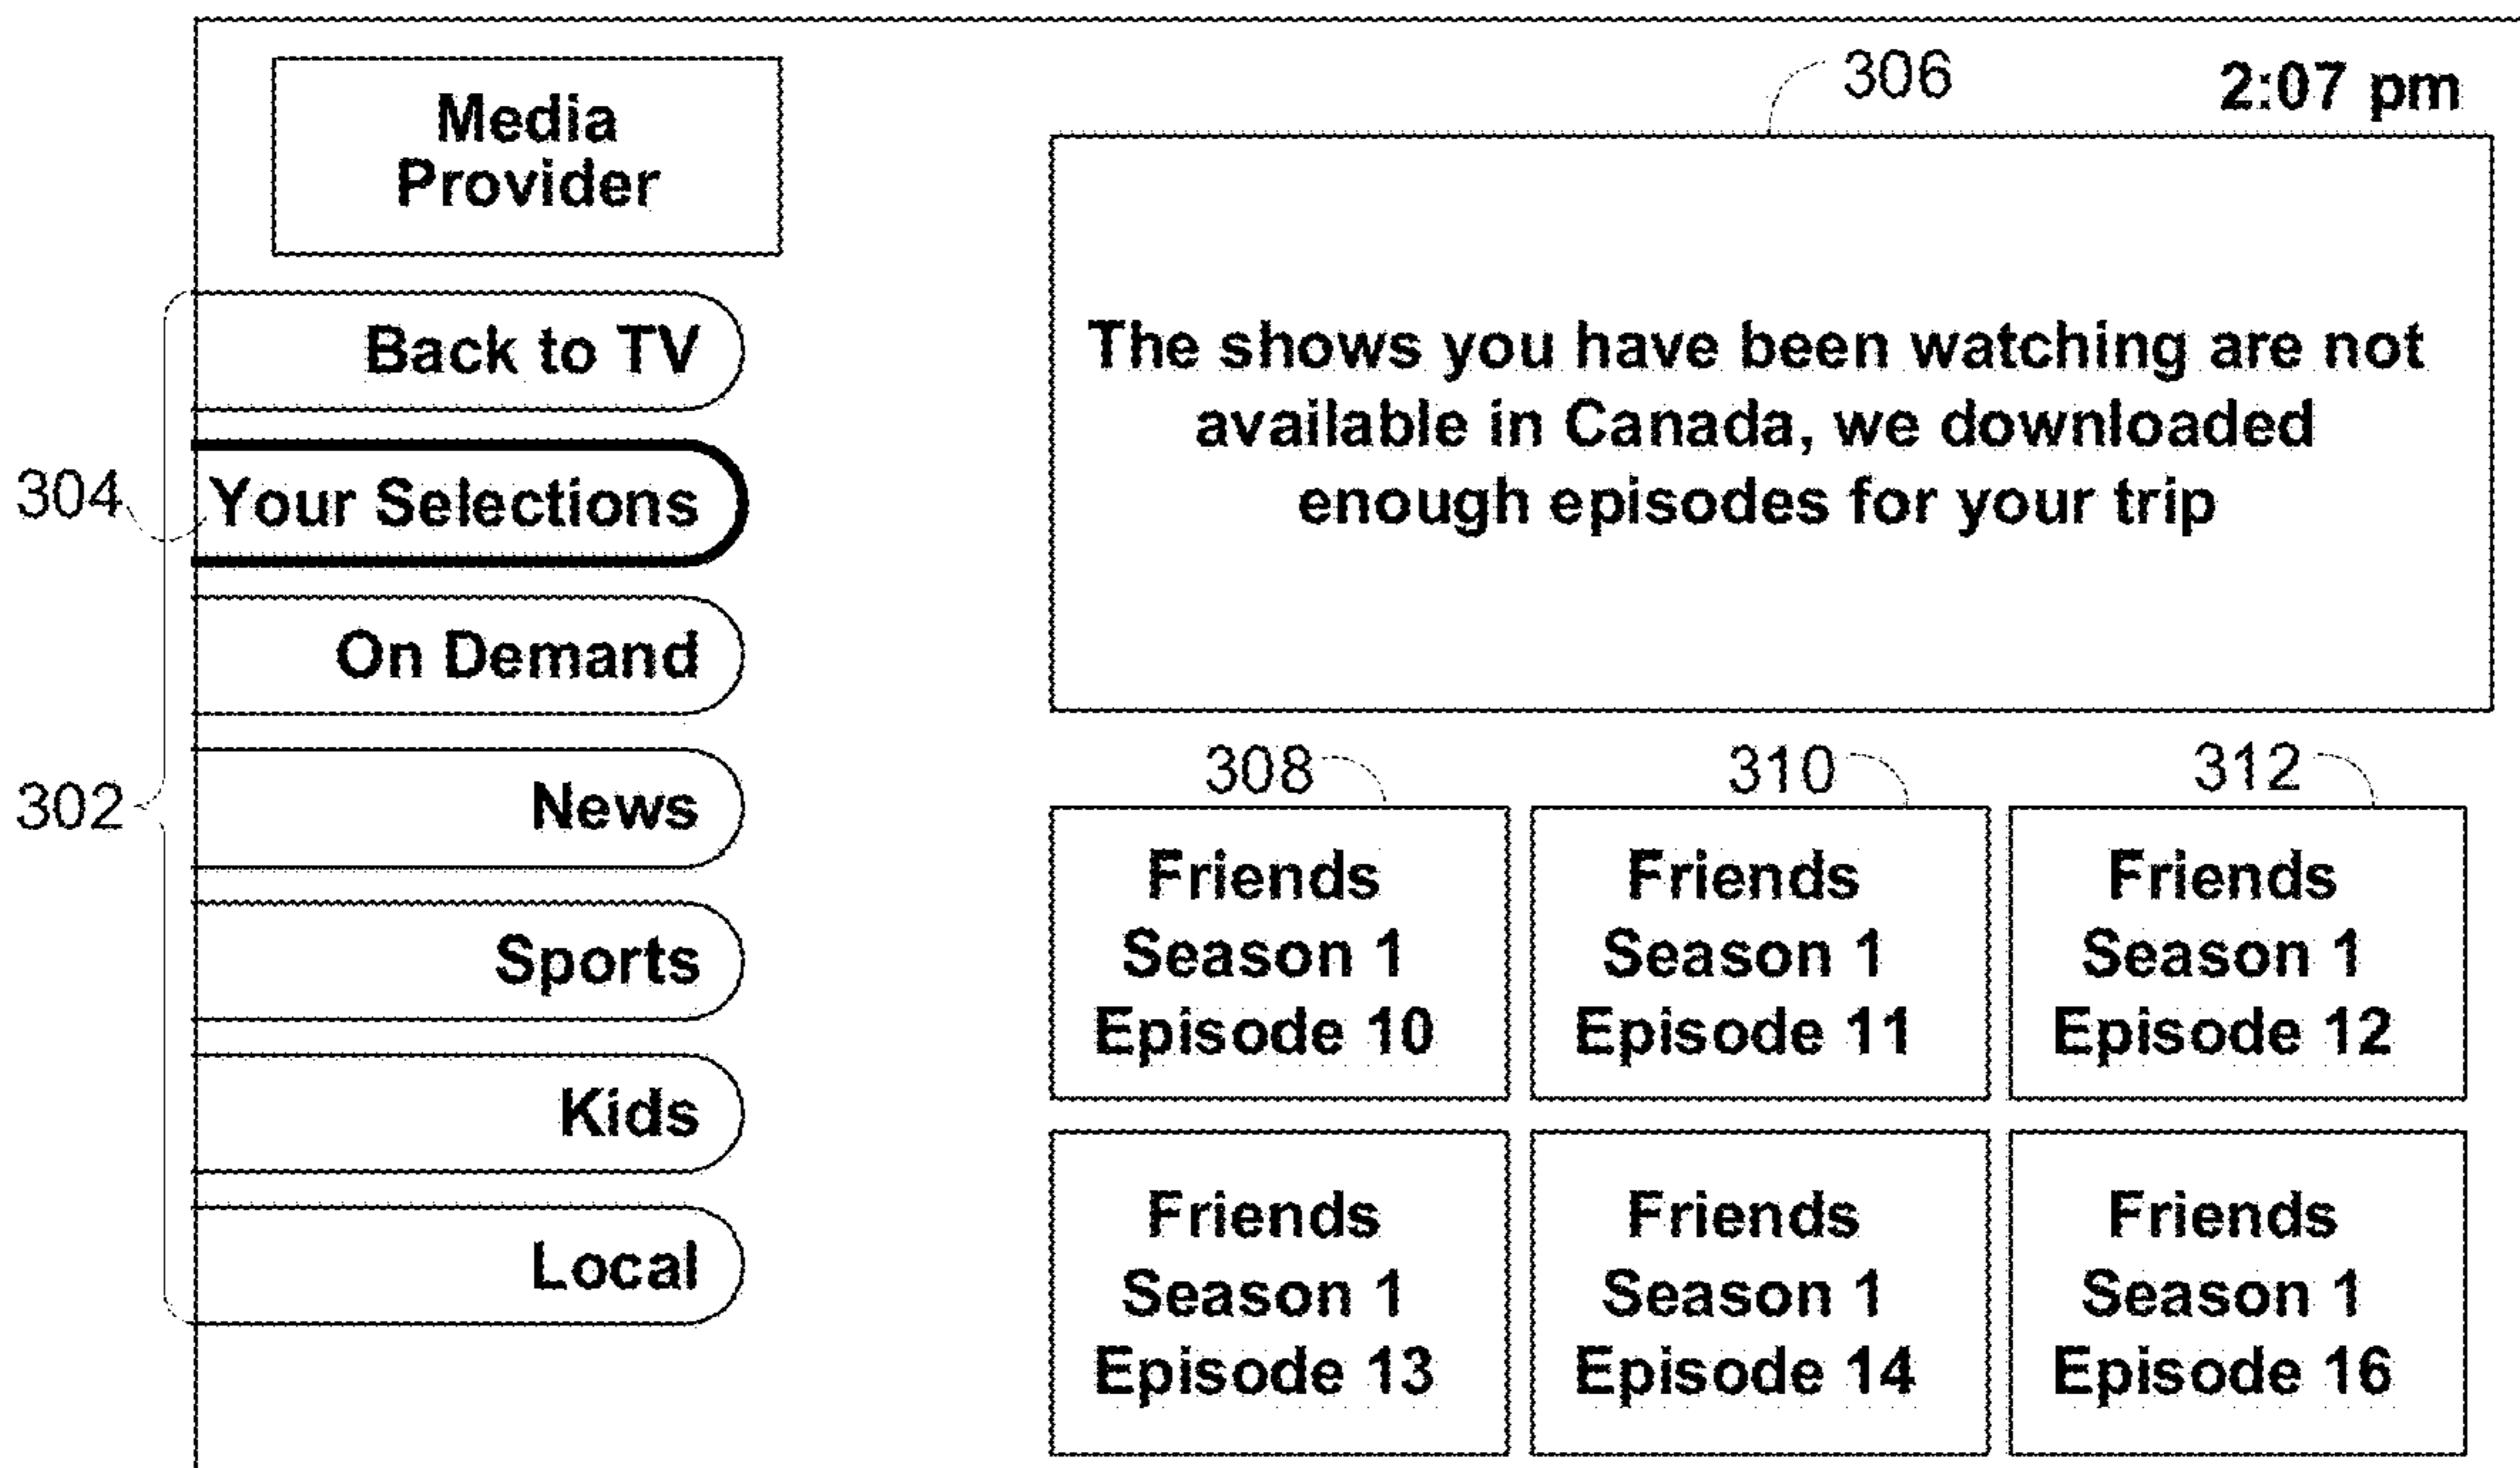 Media
Provider
306
2:07 pm
Back to TV
304
Your Selections
On Demand
302
News
Sports
Kids
Local
The shows you have been watching are not
available in Canada, we downloaded
enough episodes for your trip
308
310
312
Friends
Season 1
Episode 10
Friends
Season 1
Episode 11
Friends
Season 1
Episode 12
Friends
Season 1
Episode 13
Friends
Season 1
Episode 14
Friends
Season 1
Episode 16